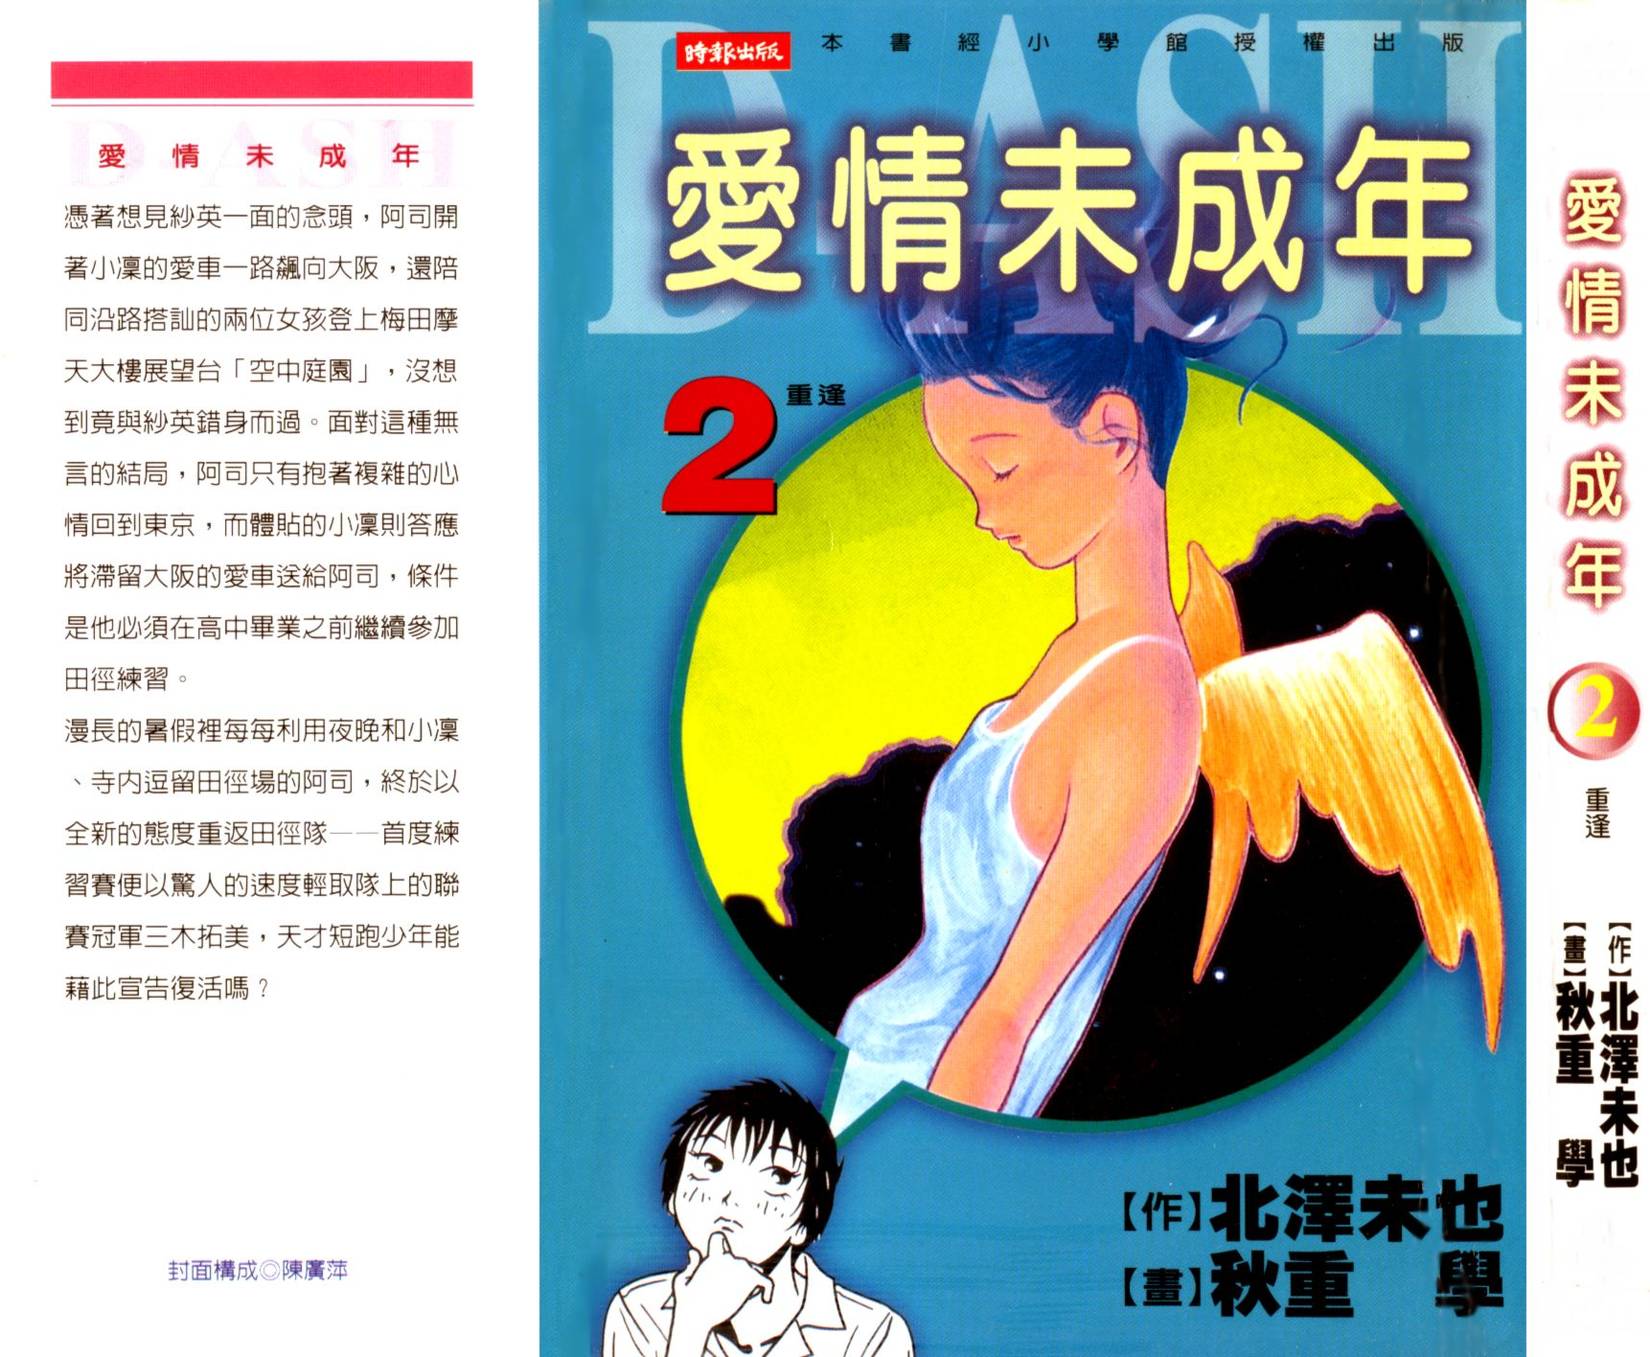 愛情未成年
憑著想見紗英一面的念頭，阿司開
著小凜的愛車一路飆向大阪，還陪
同沿路搭訕的兩位女孩登上梅田摩
天大樓展望台「空中庭園」，沒想
到竟與紗英錯身而過。面對這種無
言的結局，阿司只有抱著複雜的心
情回到東京，而體貼的小凜則答應
將滯留大阪的愛車送給阿司，條件
是他必須在高中畢業之前繼續參加
田徑練習。
漫長的暑假裡每每利用夜晚和小凜
、寺内逗留田徑場的阿司，終於以
全新的態度重返田徑隊——首度練
習賽便以驚人的速度輕取隊上的聯
賽冠軍三木拓美，天才短跑少年能
藉此宣告復活嗎？
封面構成◎陳廣萍
D-ASH
時報出版
本書經小學館授權出版
D-ASH
愛情未成年
2
重逢
【作】北澤未也
【畫】秋重　學
愛情未成年
2
重逢
【作】北澤未也
【畫】秋重　學